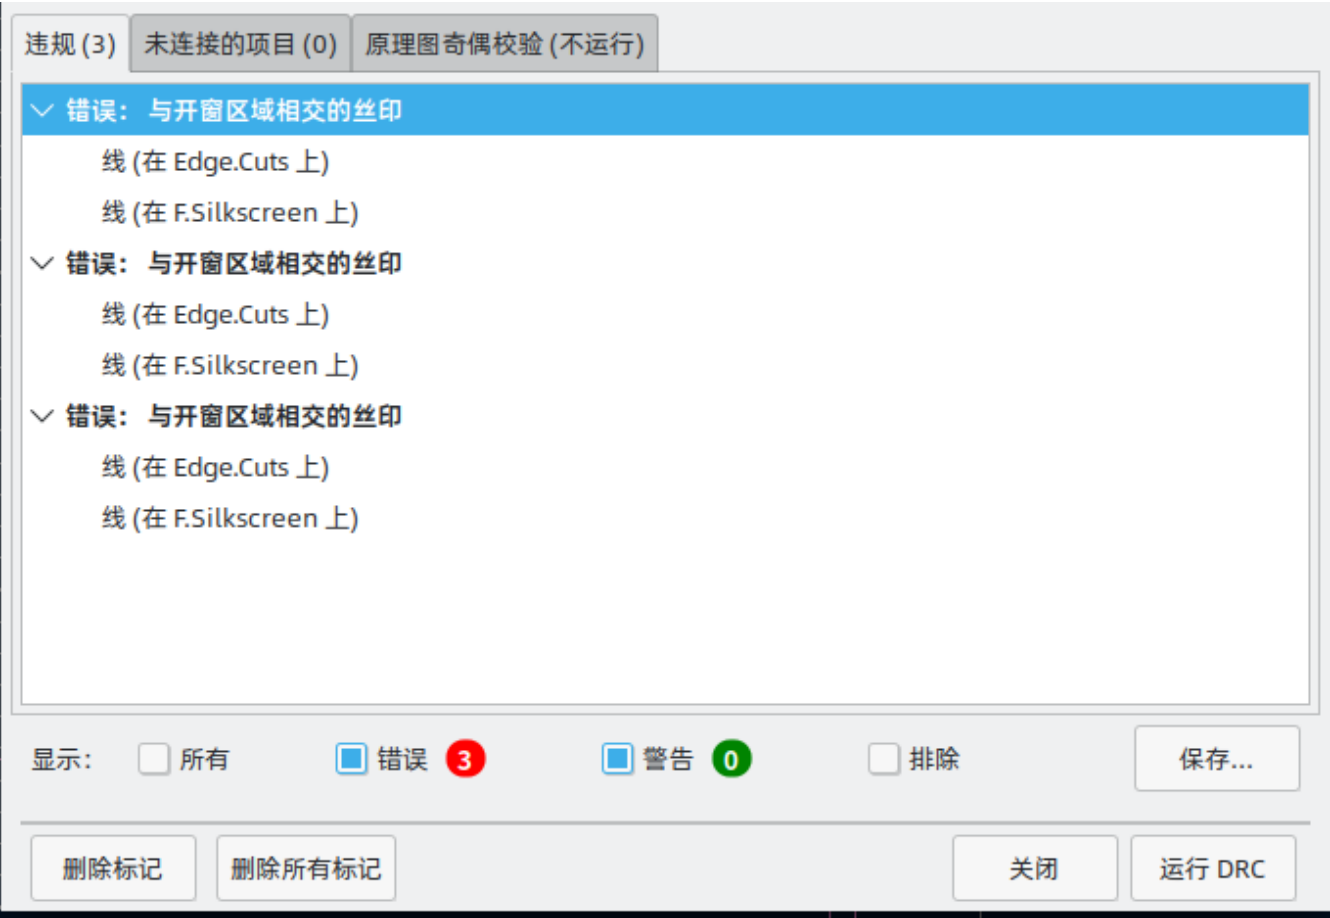 违规 (3) 未连接的项目 (0) 原理图奇偶校验 (不运行)
错误： 与开窗区域相交的丝印
线 (在 Edge.Cuts 上)
线 (在 F.Silkscreen 上)
错误： 与开窗区域相交的丝印
线 (在 Edge.Cuts 上)
线 (在 F.Silkscreen 上)
错误： 与开窗区域相交的丝印
线 (在 Edge.Cuts 上)
线 (在 F.Silkscreen 上)
显示： 所有 错误 3 警告 0 排除 保存...
删除标记 删除所有标记 关闭 运行 DRC